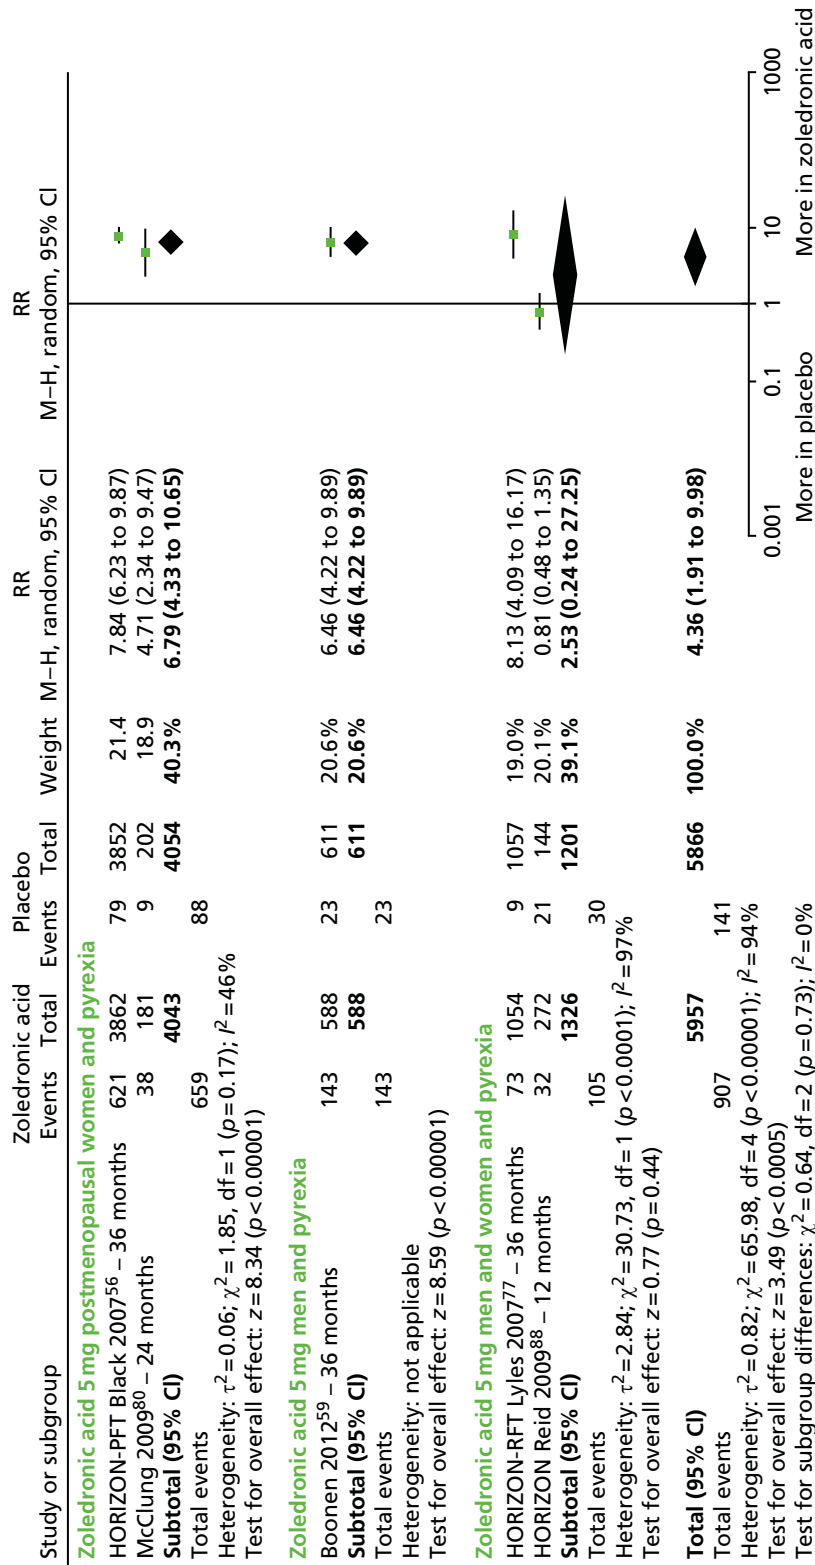 Zoledronic acid Placebo RR RR
Study or subgroup Events Total Events Total Weight M–H, random, 95% CI M–H, random, 95% CI
Zoledronic acid 5 mg postmenopausal women and pyrexia
HORIZON-PFT Black 2007⁵⁶ – 36 months 621 3862 79 3852 21.4 7.84 (6.23 to 9.87)
McClung 2009⁸⁰ – 24 months 38 181 9 202 18.9 4.71 (2.34 to 9.47)
Subtotal (95% CI) 4043 4054 40.3% 6.79 (4.33 to 10.65)
Total events 659 88
Heterogeneity: τ²=0.06; χ²=1.85, df=1 (p=0.17); I²=46%
Test for overall effect: z=8.34 (p<0.00001)
Zoledronic acid 5 mg men and pyrexia
Boonen 2012⁵⁹ – 36 months 143 588 23 611 20.6% 6.46 (4.22 to 9.89)
Subtotal (95% CI) 588 611 20.6% 6.46 (4.22 to 9.89)
Total events 143 23
Heterogeneity: not applicable
Test for overall effect: z=8.59 (p<0.00001)
Zoledronic acid 5 mg men and women and pyrexia
HORIZON-RFT Lyles 2007⁷⁷ – 36 months 73 1054 9 1057 19.0% 8.13 (4.09 to 16.17)
HORIZON Reid 2009⁸⁸ – 12 months 32 272 21 144 20.1% 0.81 (0.48 to 1.35)
Subtotal (95% CI) 1326 1201 39.1% 2.53 (0.24 to 27.25)
Total events 105 30
Heterogeneity: τ²=2.84; χ²=30.73, df=1 (p<0.0001); I²=97%
Test for overall effect: z=0.77 (p=0.44)
Total (95% CI) 5957 5866 100.0% 4.36 (1.91 to 9.98)
Total events 907 141
Heterogeneity: τ²=0.82; χ²=65.98, df=4 (p<0.00001); I²=94%
Test for overall effect: z=3.49 (p<0.0005)
Test for subgroup differences: χ²=0.64, df=2 (p=0.73); I²=0%
0.001 0.1 1 10 1000
More in placebo More in zoledronic acid